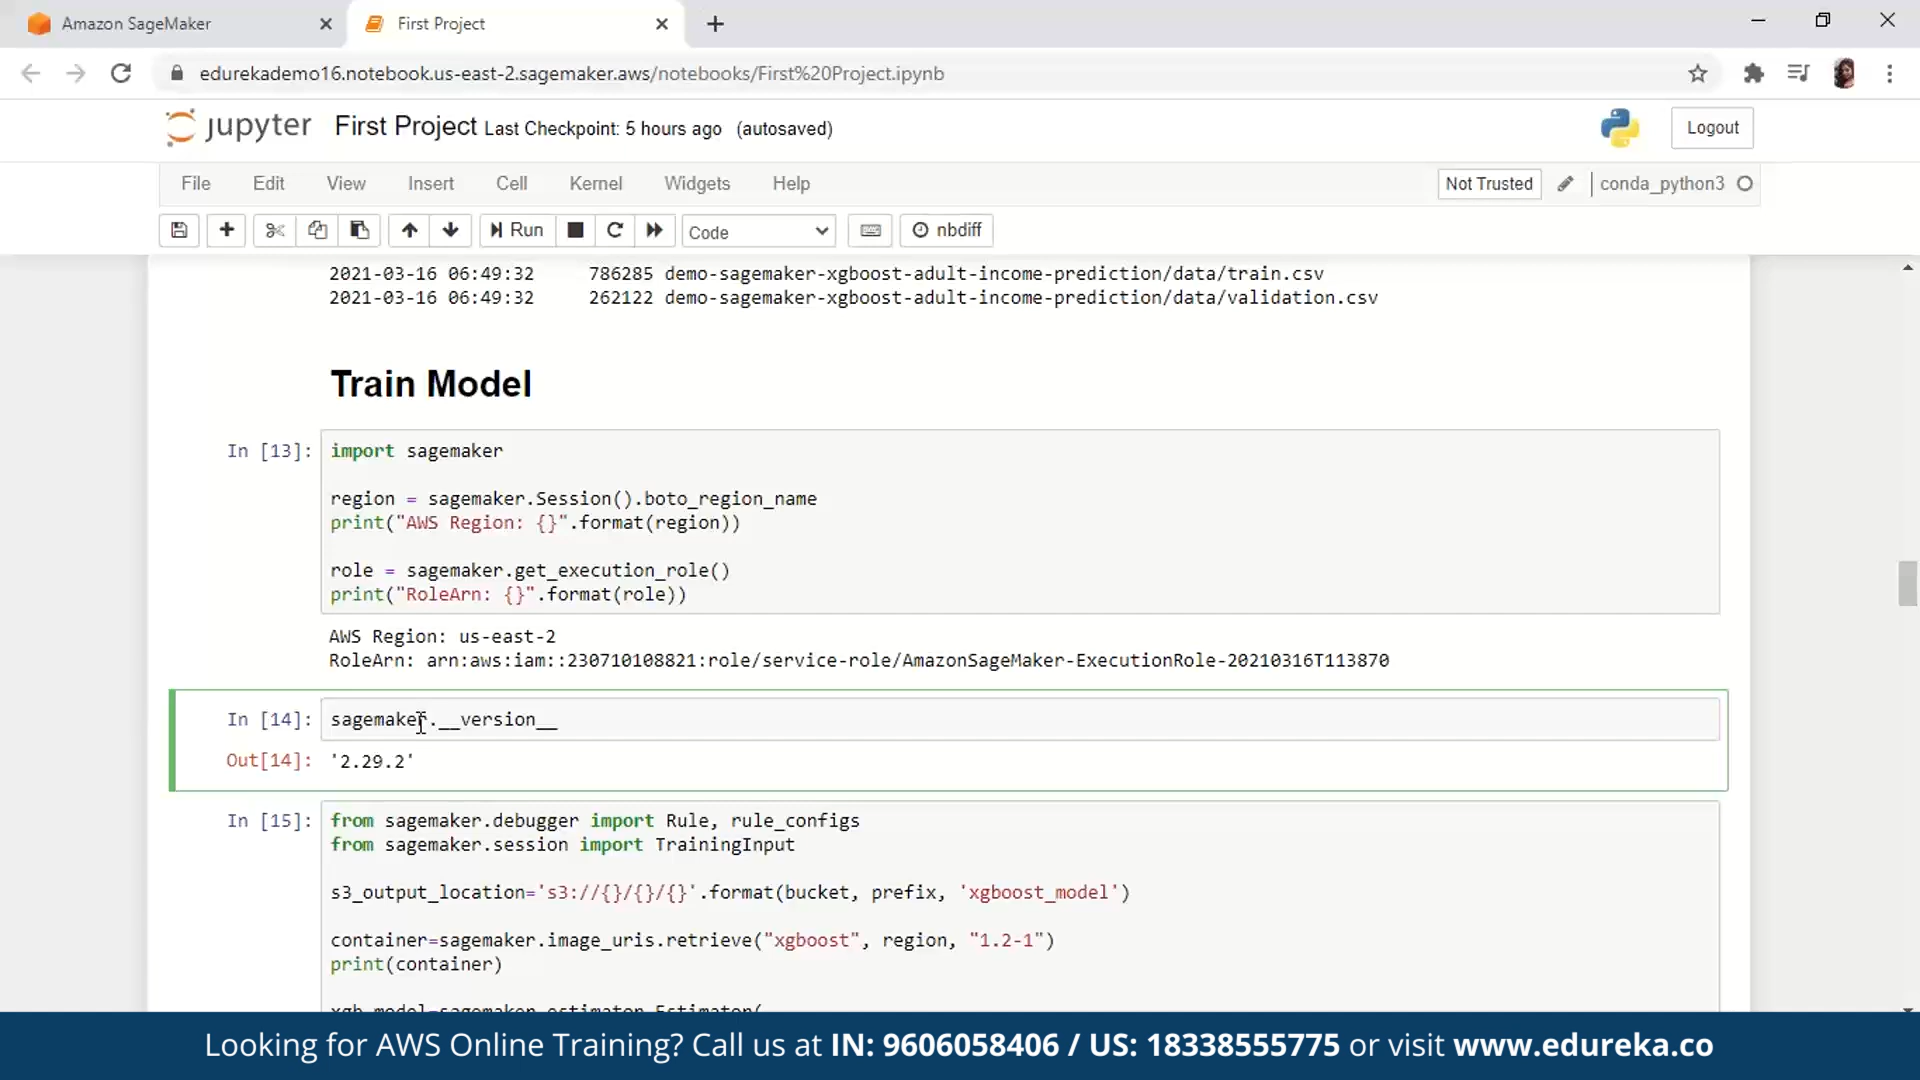 Amazon SageMaker
First Project
edurekademo16.notebook.us-east-2.sagemaker.aws/notebooks/First%20Project.ipynb
jupyter First Project Last Checkpoint: 5 hours ago (autosaved)
Logout
File Edit View Insert Cell Kernel Widgets Help
Not Trusted
conda_python3
Run
Code
nbdiff
2021-03-16 06:49:32     786285 demo-sagemaker-xgboost-adult-income-prediction/data/train.csv
2021-03-16 06:49:32     262122 demo-sagemaker-xgboost-adult-income-prediction/data/validation.csv
Train Model
In [13]: import sagemaker
region = sagemaker.Session().boto_region_name
print("AWS Region: {}".format(region))
role = sagemaker.get_execution_role()
print("RoleArn: {}".format(role))
AWS Region: us-east-2
RoleArn: arn:aws:iam::230710108821:role/service-role/AmazonSageMaker-ExecutionRole-20210316T113870
In [14]: sagemaker.__version__
Out[14]: '2.29.2'
In [15]: from sagemaker.debugger import Rule, rule_configs
from sagemaker.session import TrainingInput
s3_output_location='s3://{}/{}/{}'.format(bucket, prefix, 'xgboost_model')
container=sagemaker.image_uris.retrieve("xgboost", region, "1.2-1")
print(container)
xgb_model=sagemaker.estimator.Estimator(
Looking for AWS Online Training? Call us at IN: 9606058406 / US: 18338555775 or visit www.edureka.co